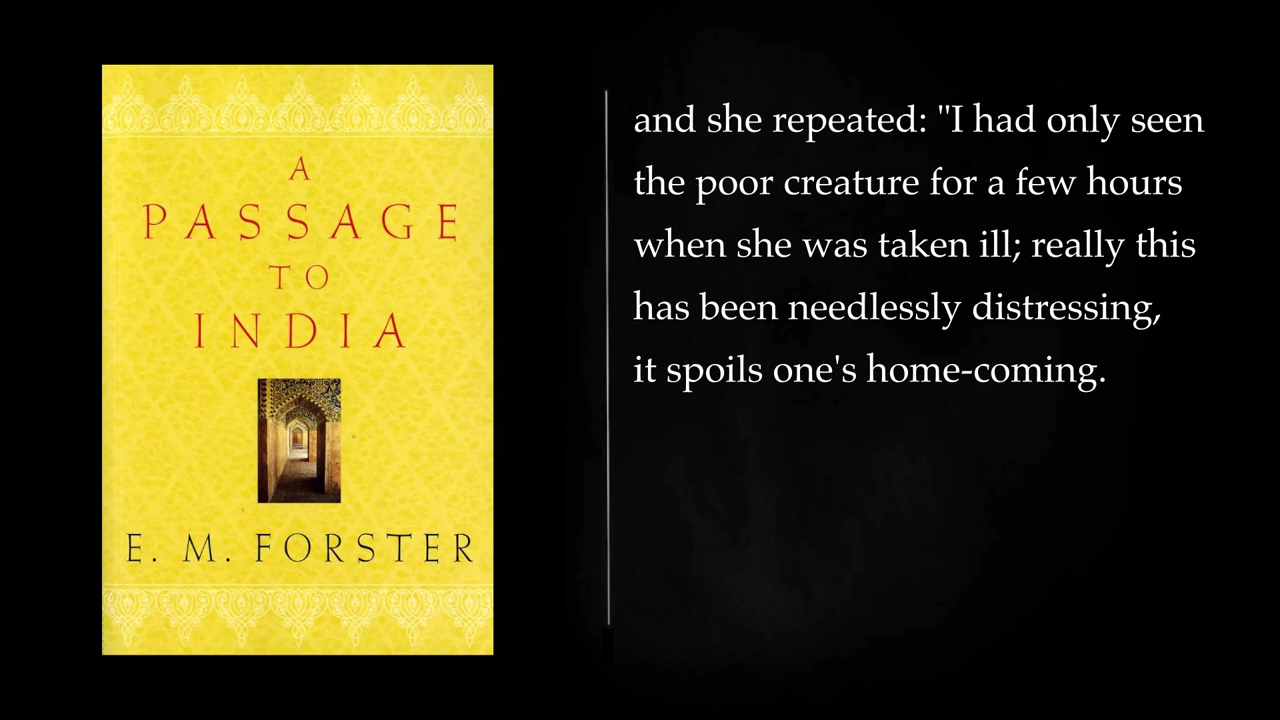 A
PASSAGE
TO
INDIA
E. M. FORSTER
and she repeated: "I had only seen
the poor creature for a few hours
when she was taken ill; really this
has been needlessly distressing,
it spoils one's home-coming.